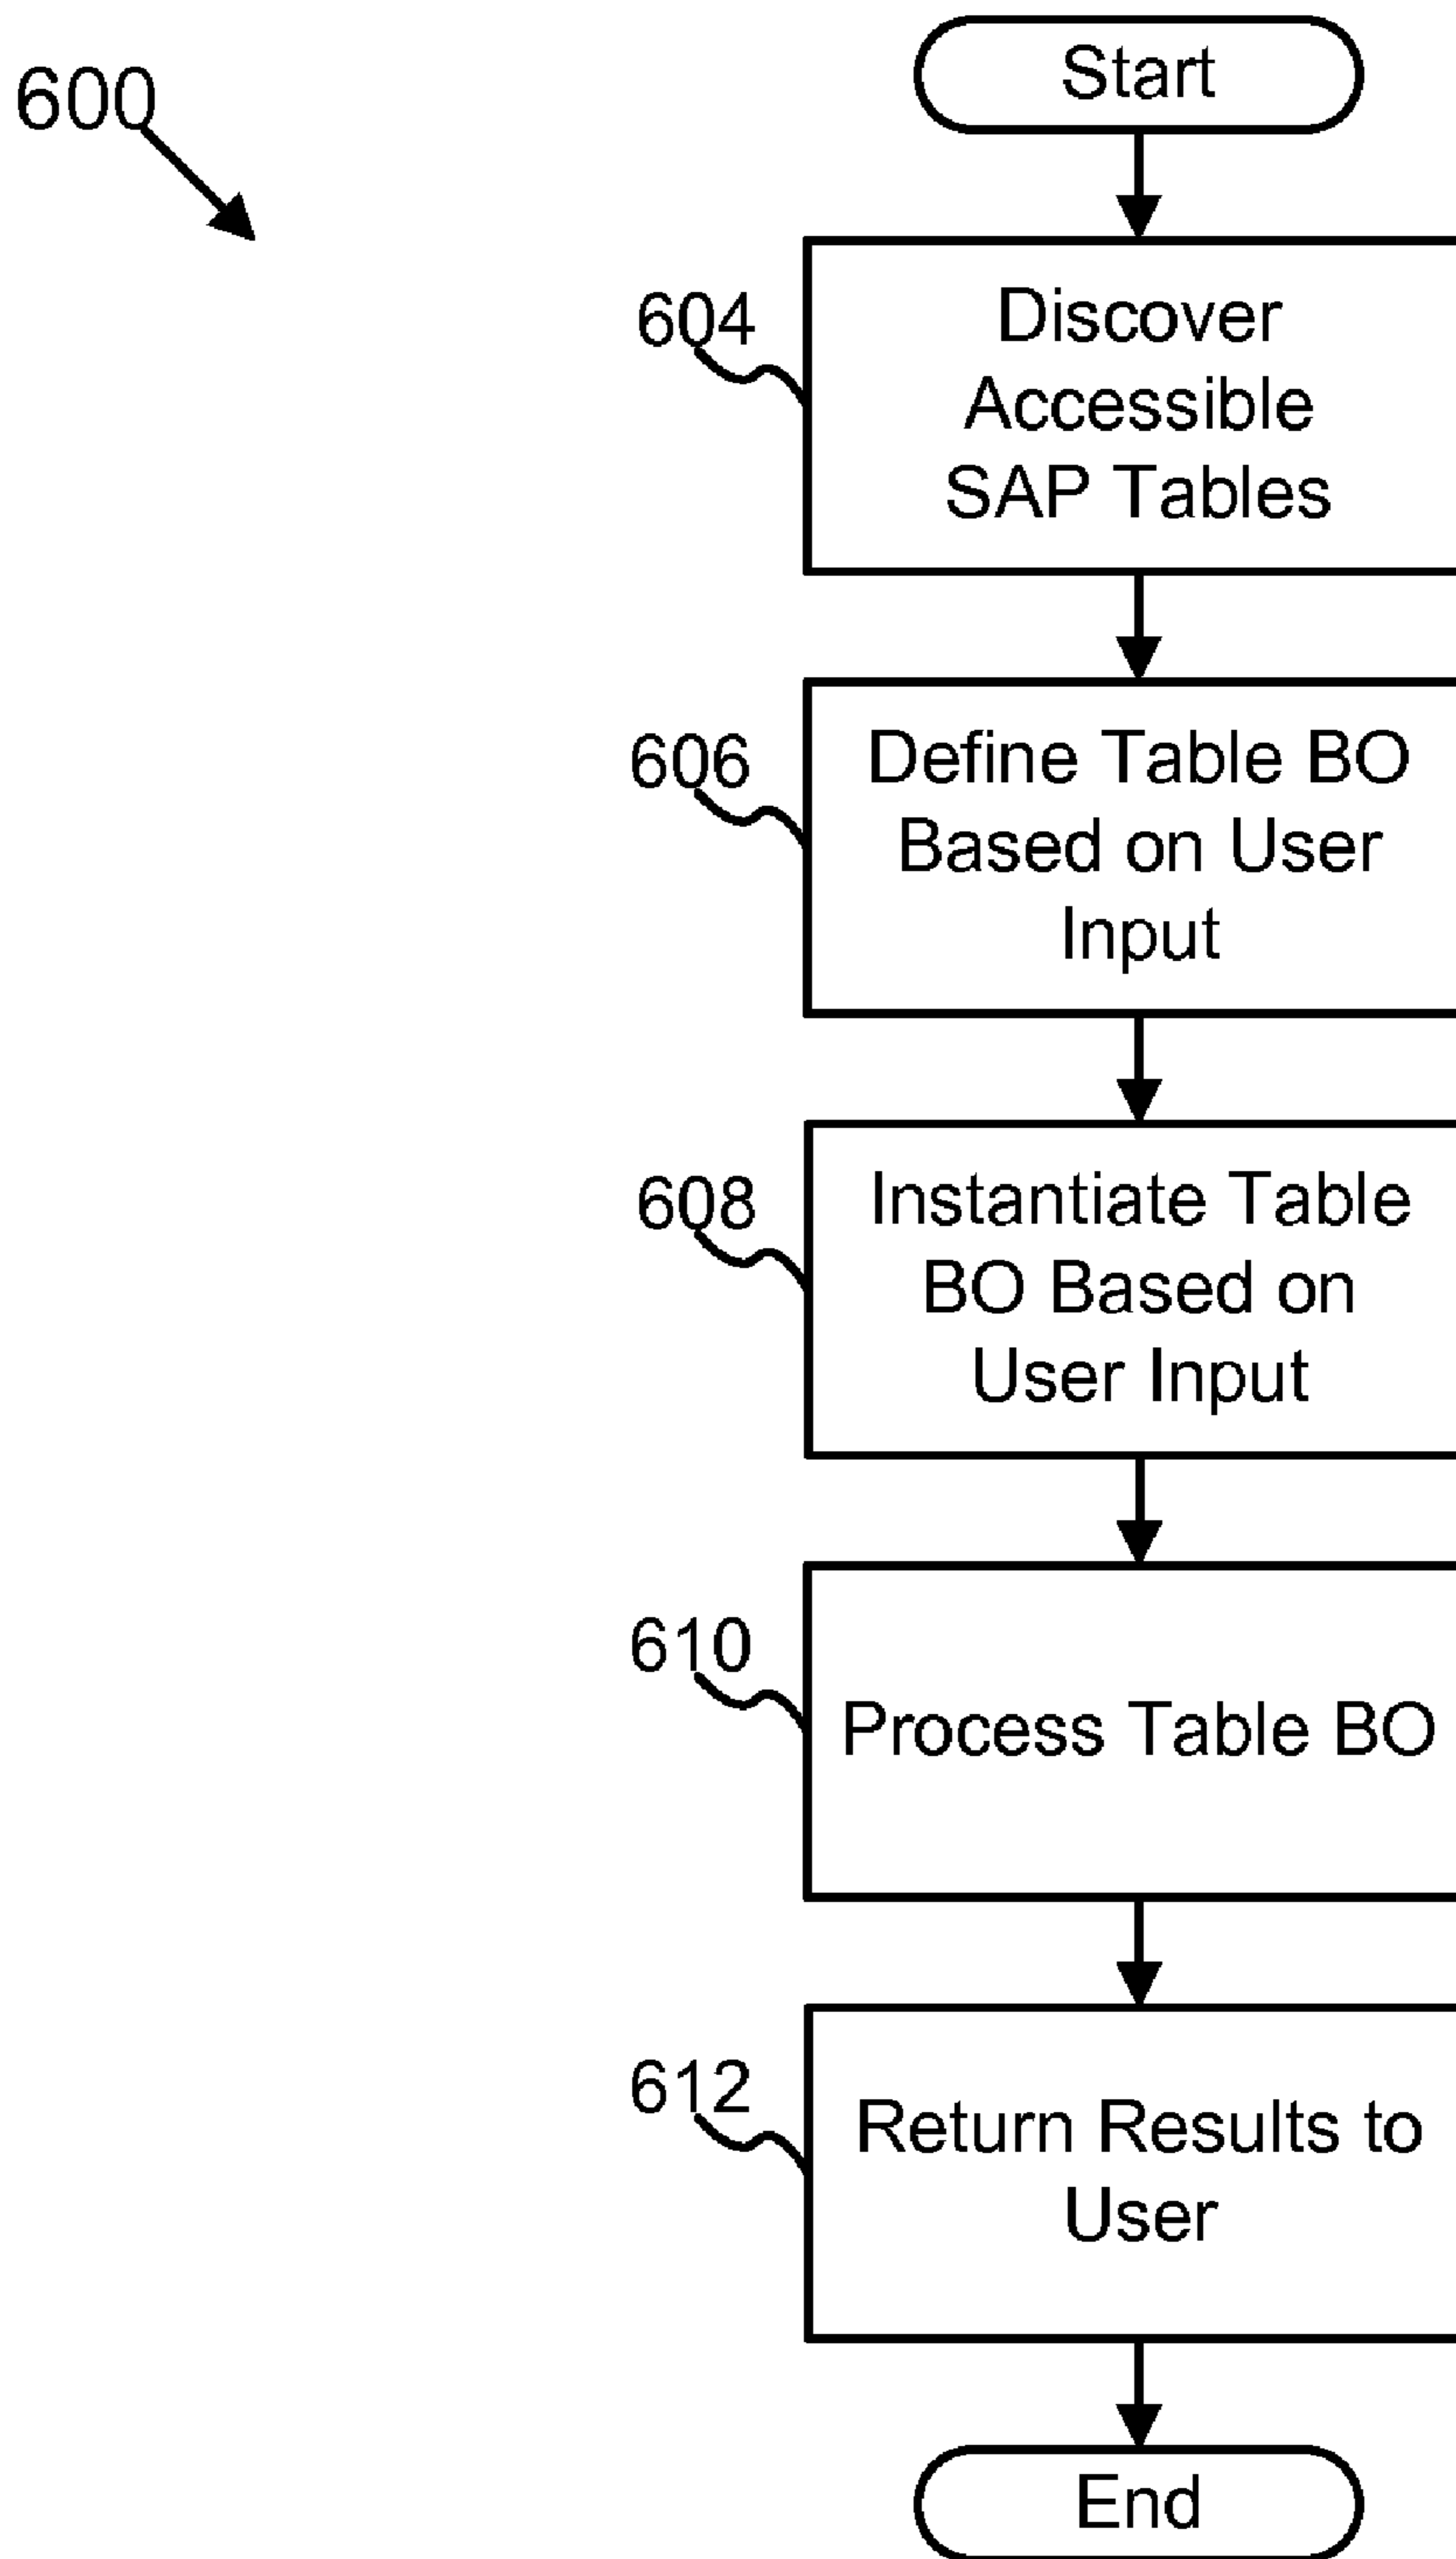 600
Start
604
Discover
Accessible
SAP Tables
606
Define Table BO
Based on User
Input
608
Instantiate Table
BO Based on
User Input
610
Process Table BO
612
Return Results to
User
End